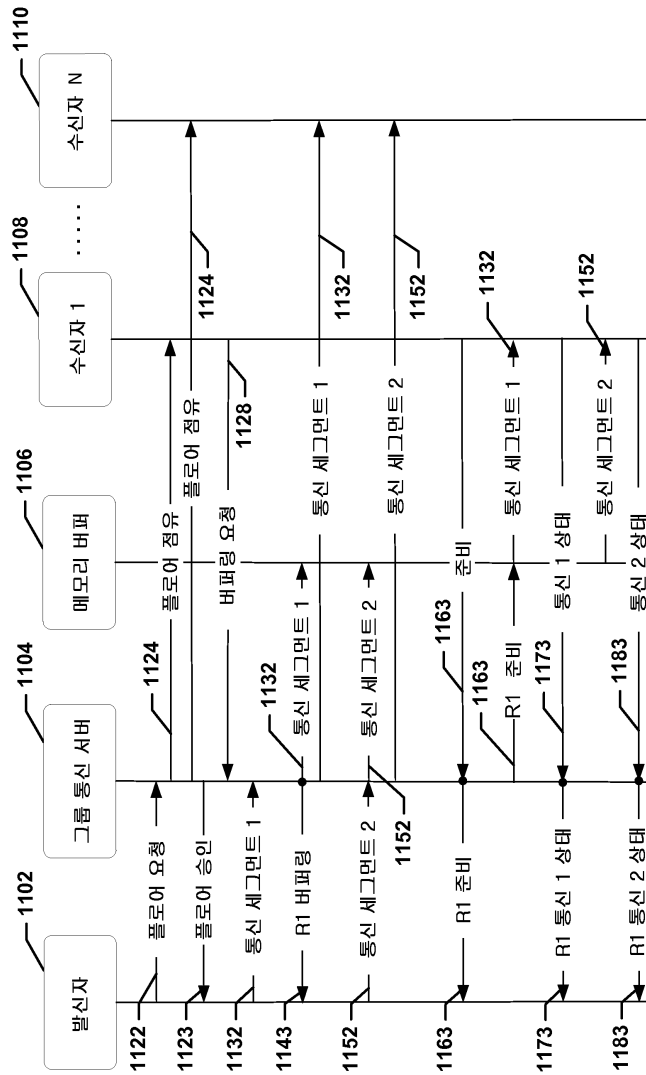 1102
1104
1106
1108
1110
발신자
그룹 통신 서버
메모리 버퍼
수신자 1
.....
수신자 N
1122
플로어 요청
1124
플로어 점유
플로어 점유
1124
1123
플로어 승인
버퍼링 요청
1128
1132
통신 세그먼트 1
1143
R1 버퍼링
1132
통신 세그먼트 1
통신 세그먼트 1
1132
1152
통신 세그먼트 2
1152
통신 세그먼트 2
통신 세그먼트 2
1152
1163
R1 준비
1163
준비
1163
R1 준비
통신 세그먼트 1
1132
1173
R1 통신 1 상태
1173
통신 1 상태
통신 세그먼트 2
1152
1183
R1 통신 2 상태
1183
통신 2 상태